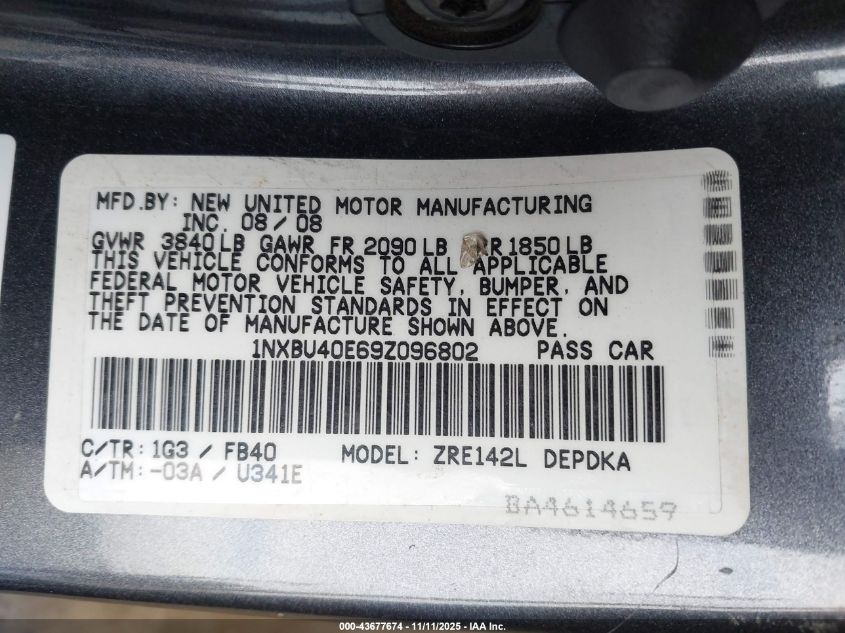 MFD.BY: NEW UNITED MOTOR MANUFACTURING
INC. 08/08
GVWR 3840 LB GAWR FR 2090 LB R 1850 LB
THIS VEHICLE CONFORMS TO ALL APPLICABLE
FEDERAL MOTOR VEHICLE SAFETY, BUMPER, AND
THEFT PREVENTION STANDARDS IN EFFECT ON
THE DATE OF MANUFACTURE SHOWN ABOVE.
1NXBU40E69Z096802 PASS CAR
C/TR: 1G3 / FB40 MODEL: ZRE142L DEPDKA
A/TM: -03A / U341E
BA4614659
000-43677674 - 11/11/2025 - IAA Inc.